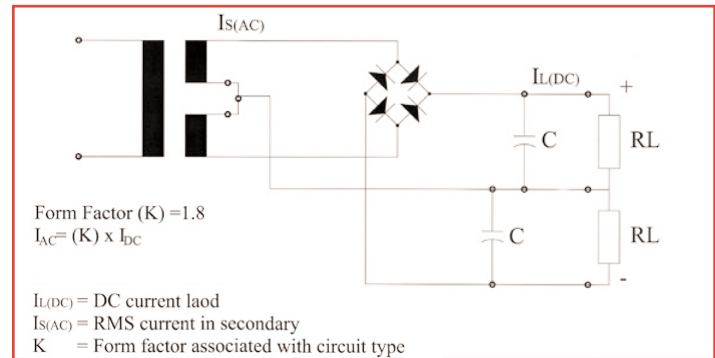 IS(AC)
IL(DC)
+
C
RL
C
RL
-
Form Factor (K) =1.8
IAC= (K) x IDC
IL(DC) = DC current laod
IS(AC) = RMS current in secondary
K = Form factor associated with circuit type